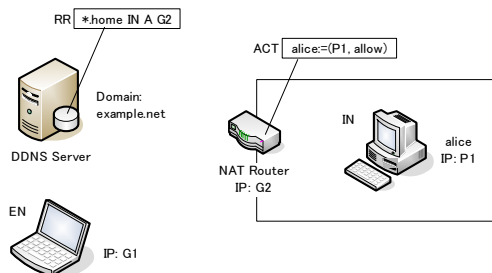 RR *.home IN A G2
ACT alice:=(P1, allow)
Domain:
example.net
DDNS Server
IN
alice
IP: P1
NAT Router
IP: G2
EN
IP: G1